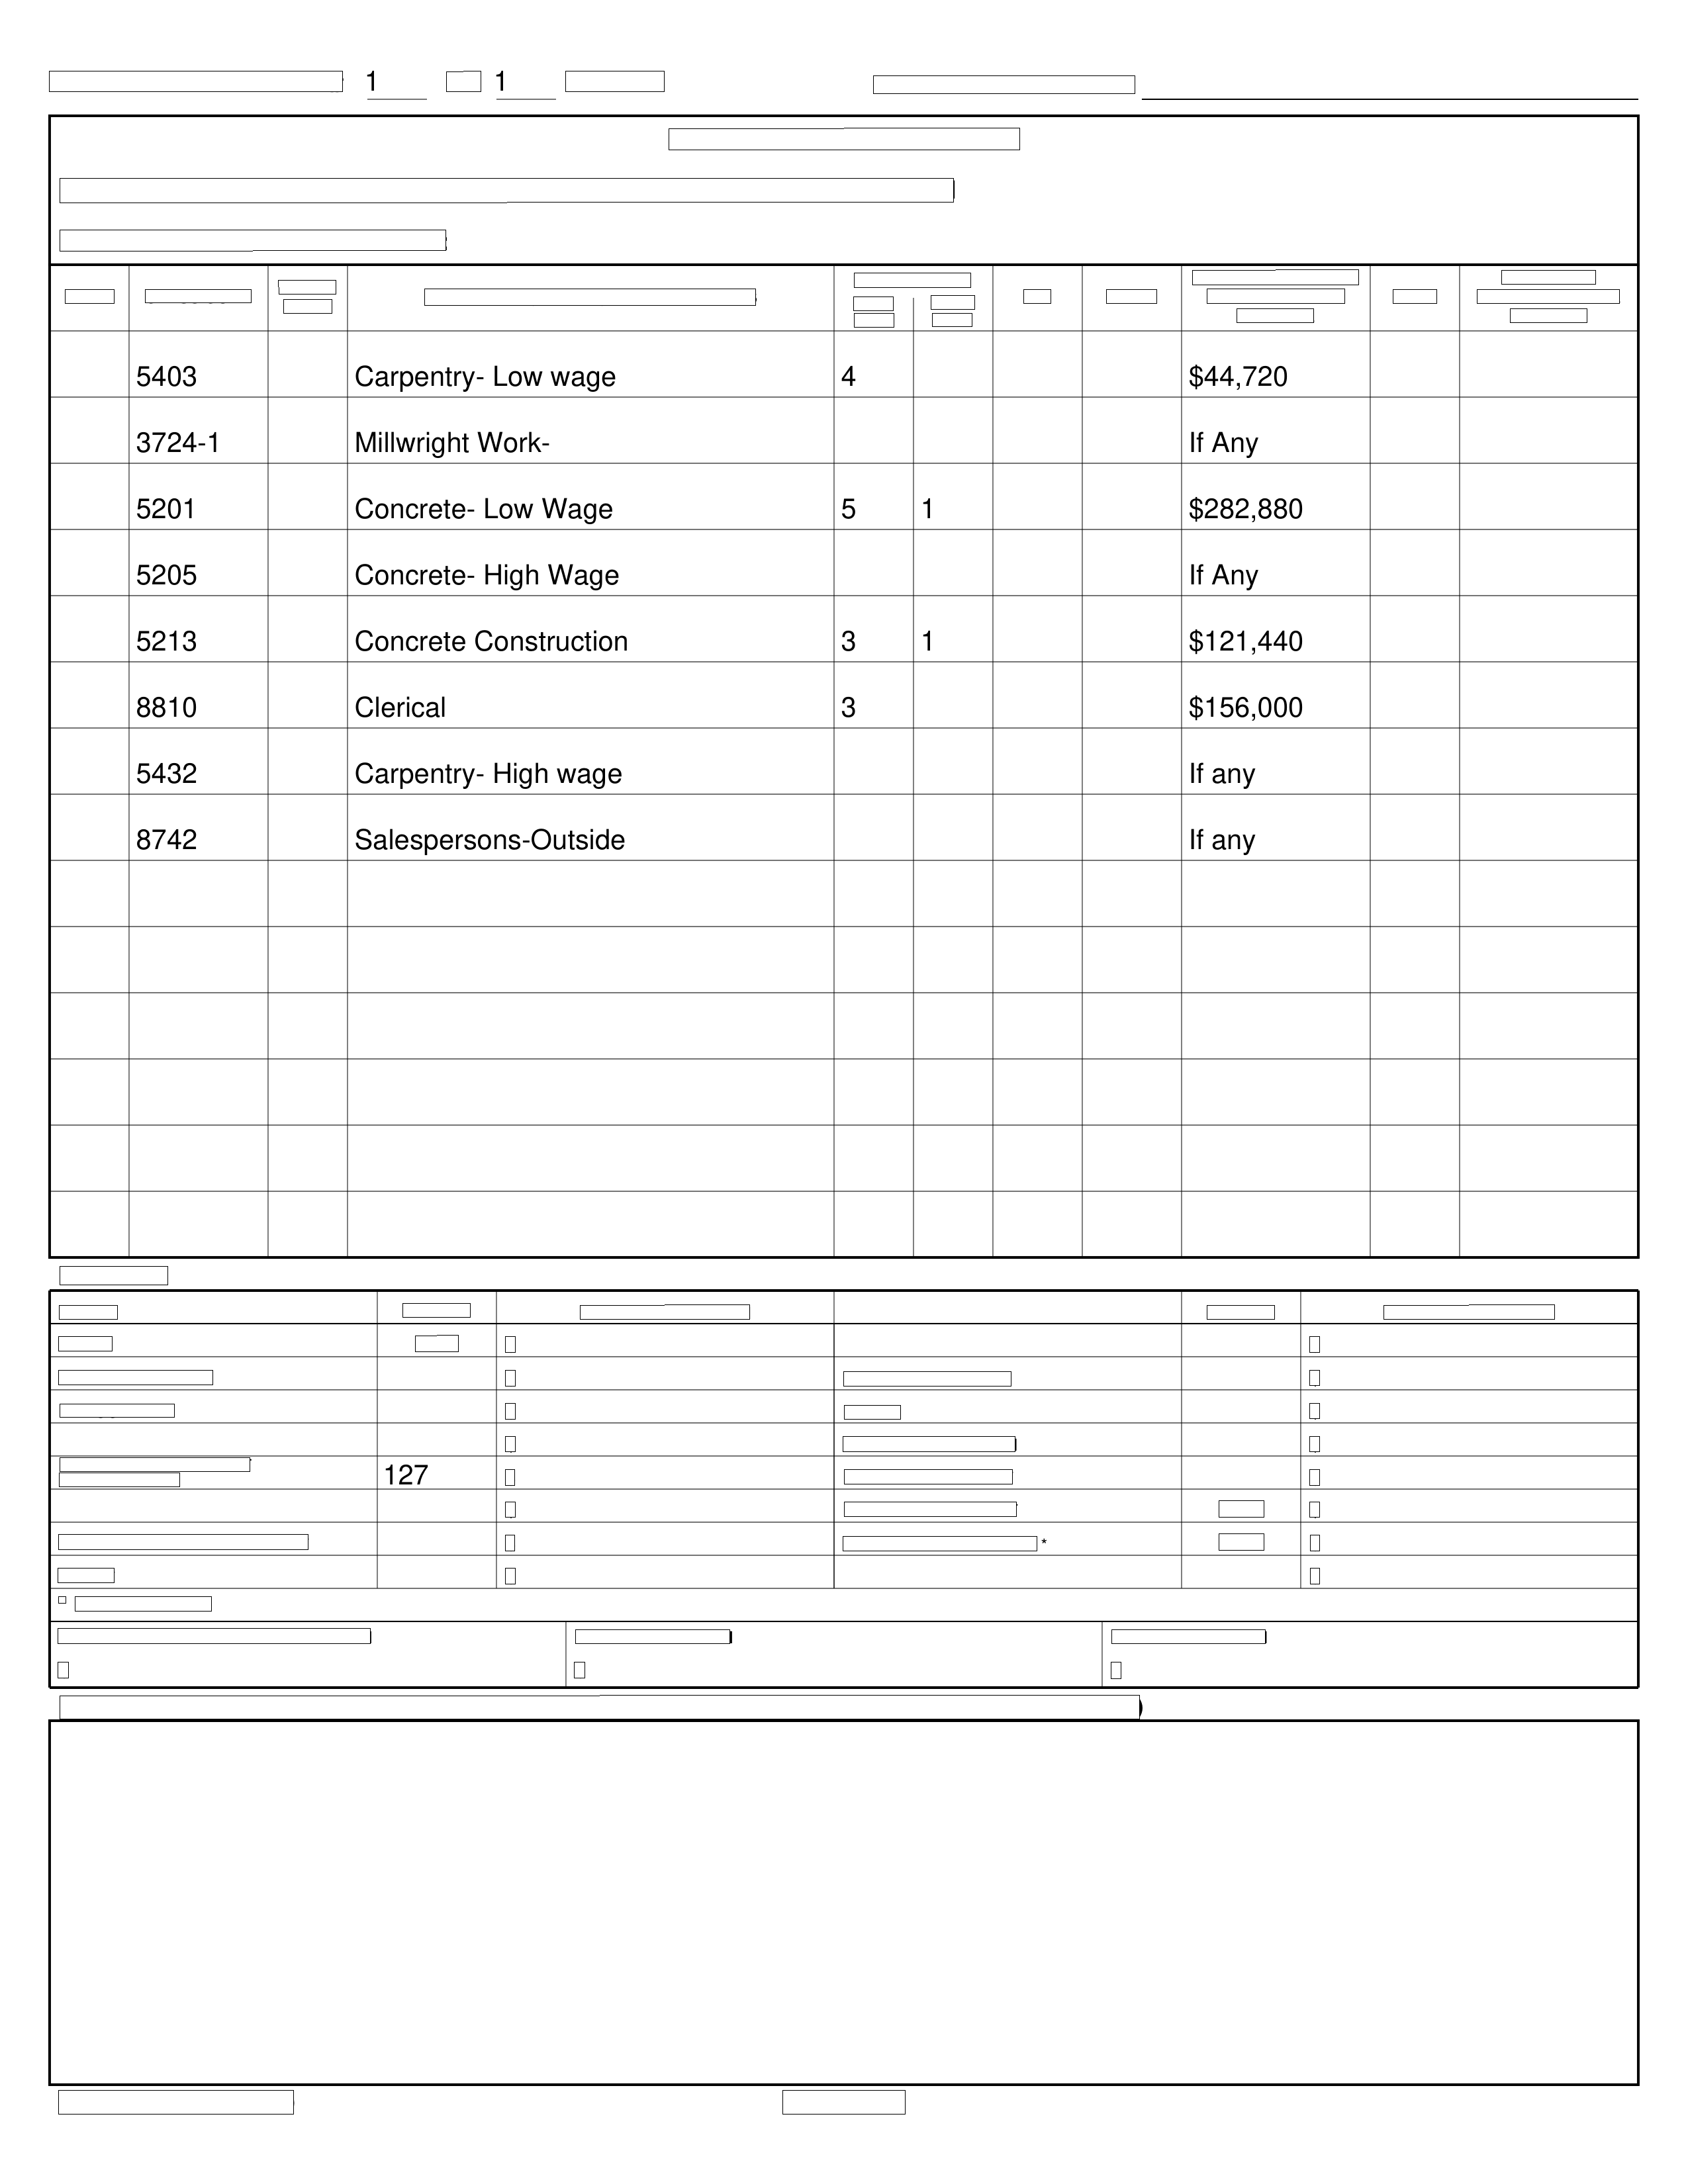 1 1
5403 Carpentry- Low wage 4 $44,720
3724-1 Millwright Work- If Any
5201 Concrete- Low Wage 5 1 $282,880
5205 Concrete- High Wage If Any
5213 Concrete Construction 3 1 $121,440
8810 Clerical 3 $156,000
5432 Carpentry- High wage If any
8742 Salespersons-Outside If any
127
*